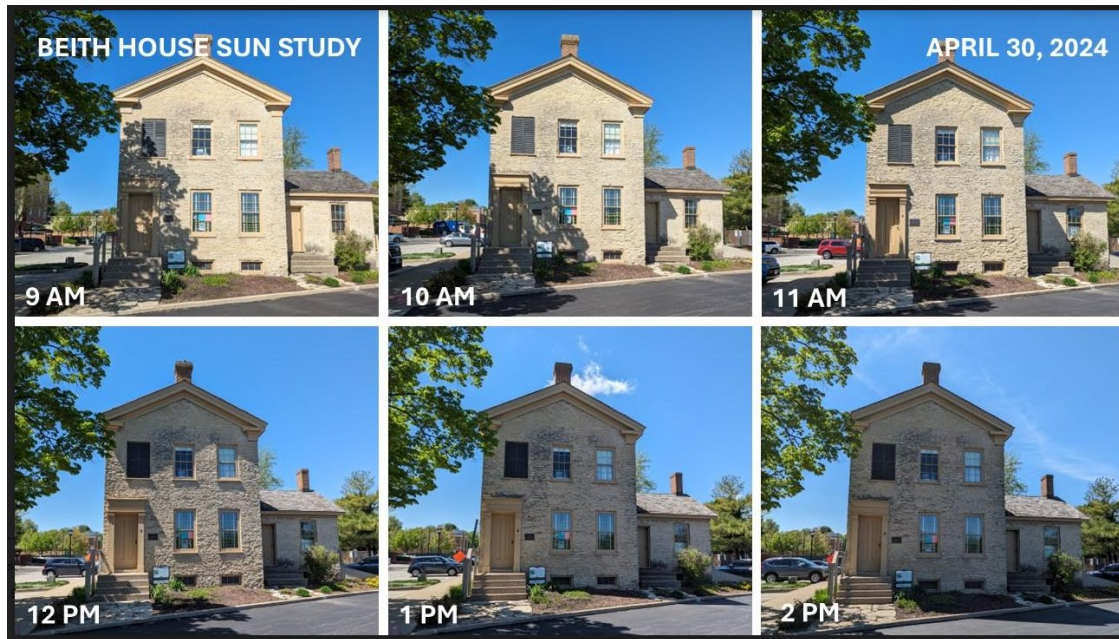 BEITH HOUSE SUN STUDY
APRIL 30, 2024
9 AM
10 AM
11 AM
12 PM
1 PM
2 PM